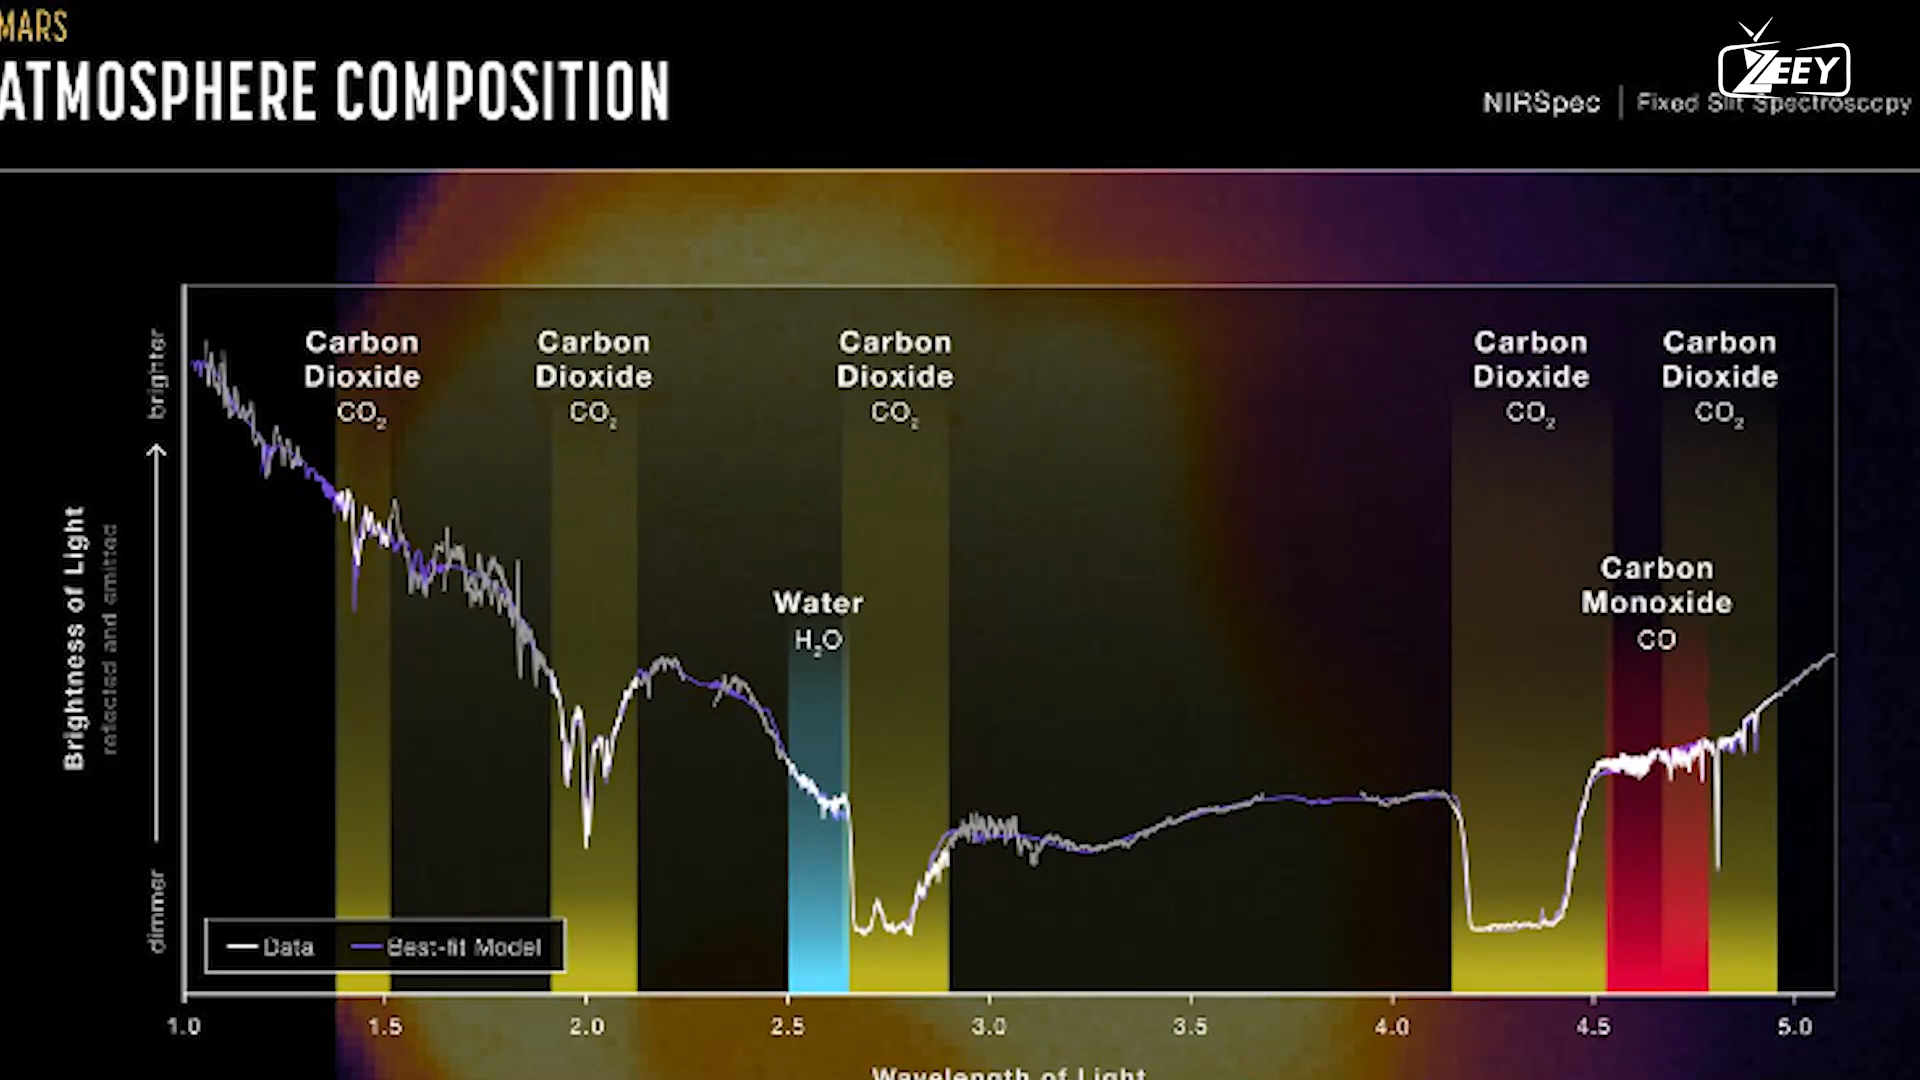 MARS
ATMOSPHERE COMPOSITION
ZEEY
NIRSpec | Fixed Slit Spectroscopy
Carbon
Dioxide
CO₂
Carbon
Dioxide
CO₂
Carbon
Dioxide
CO₂
Carbon
Dioxide
CO₂
Carbon
Dioxide
CO₂
Water
H₂O
Carbon
Monoxide
CO
brighter
Brightness of Light
reflected and emitted
dimmer
Data
Best-fit Model
1.0 1.5 2.0 2.5 3.0 3.5 4.0 4.5 5.0
Wavelength of Light